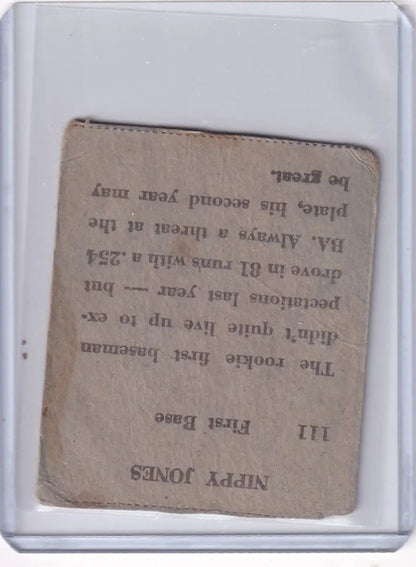 NIPPY JONES
111 First Base
The rookie first baseman
didn't quite live up to ex-
pectations last year — but
drove in 81 runs with a .254
BA. Always a threat at the
plate, his second year may
be great.